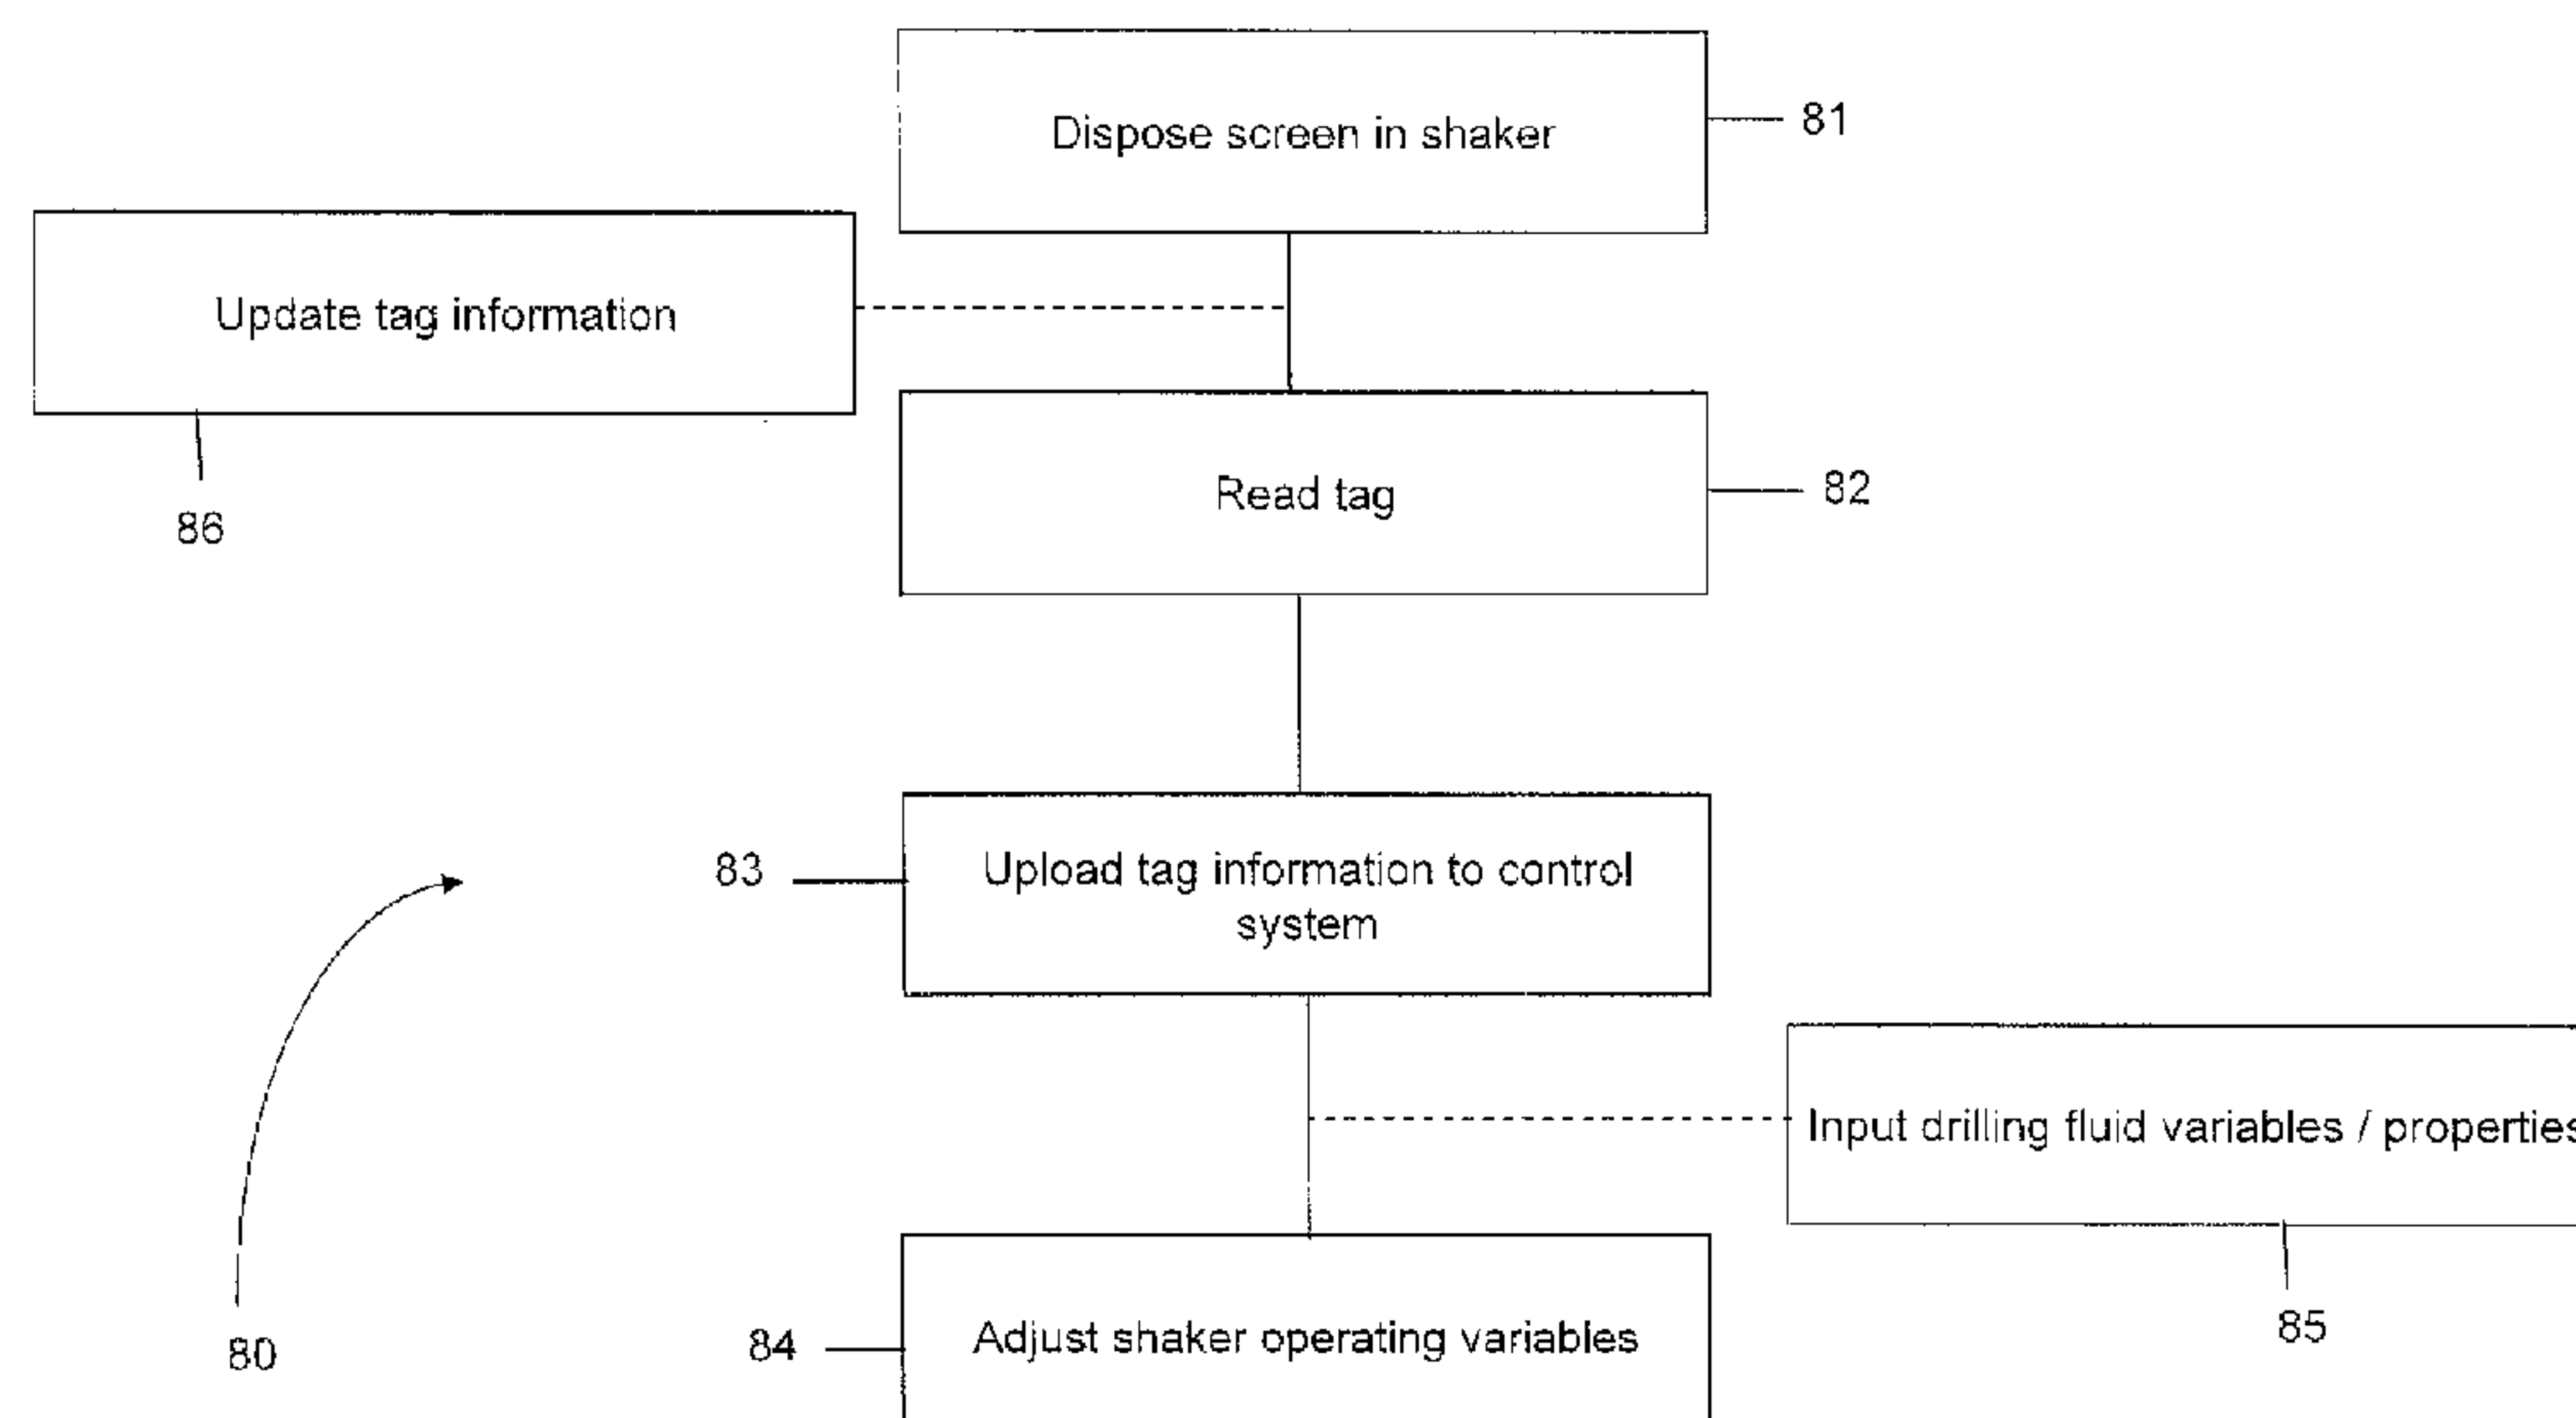 Dispose screen in shaker
81
Update tag information
86
Read tag
82
83
Upload tag information to control
system
Input drilling fluid variables / properties
85
84
Adjust shaker operating variables
80